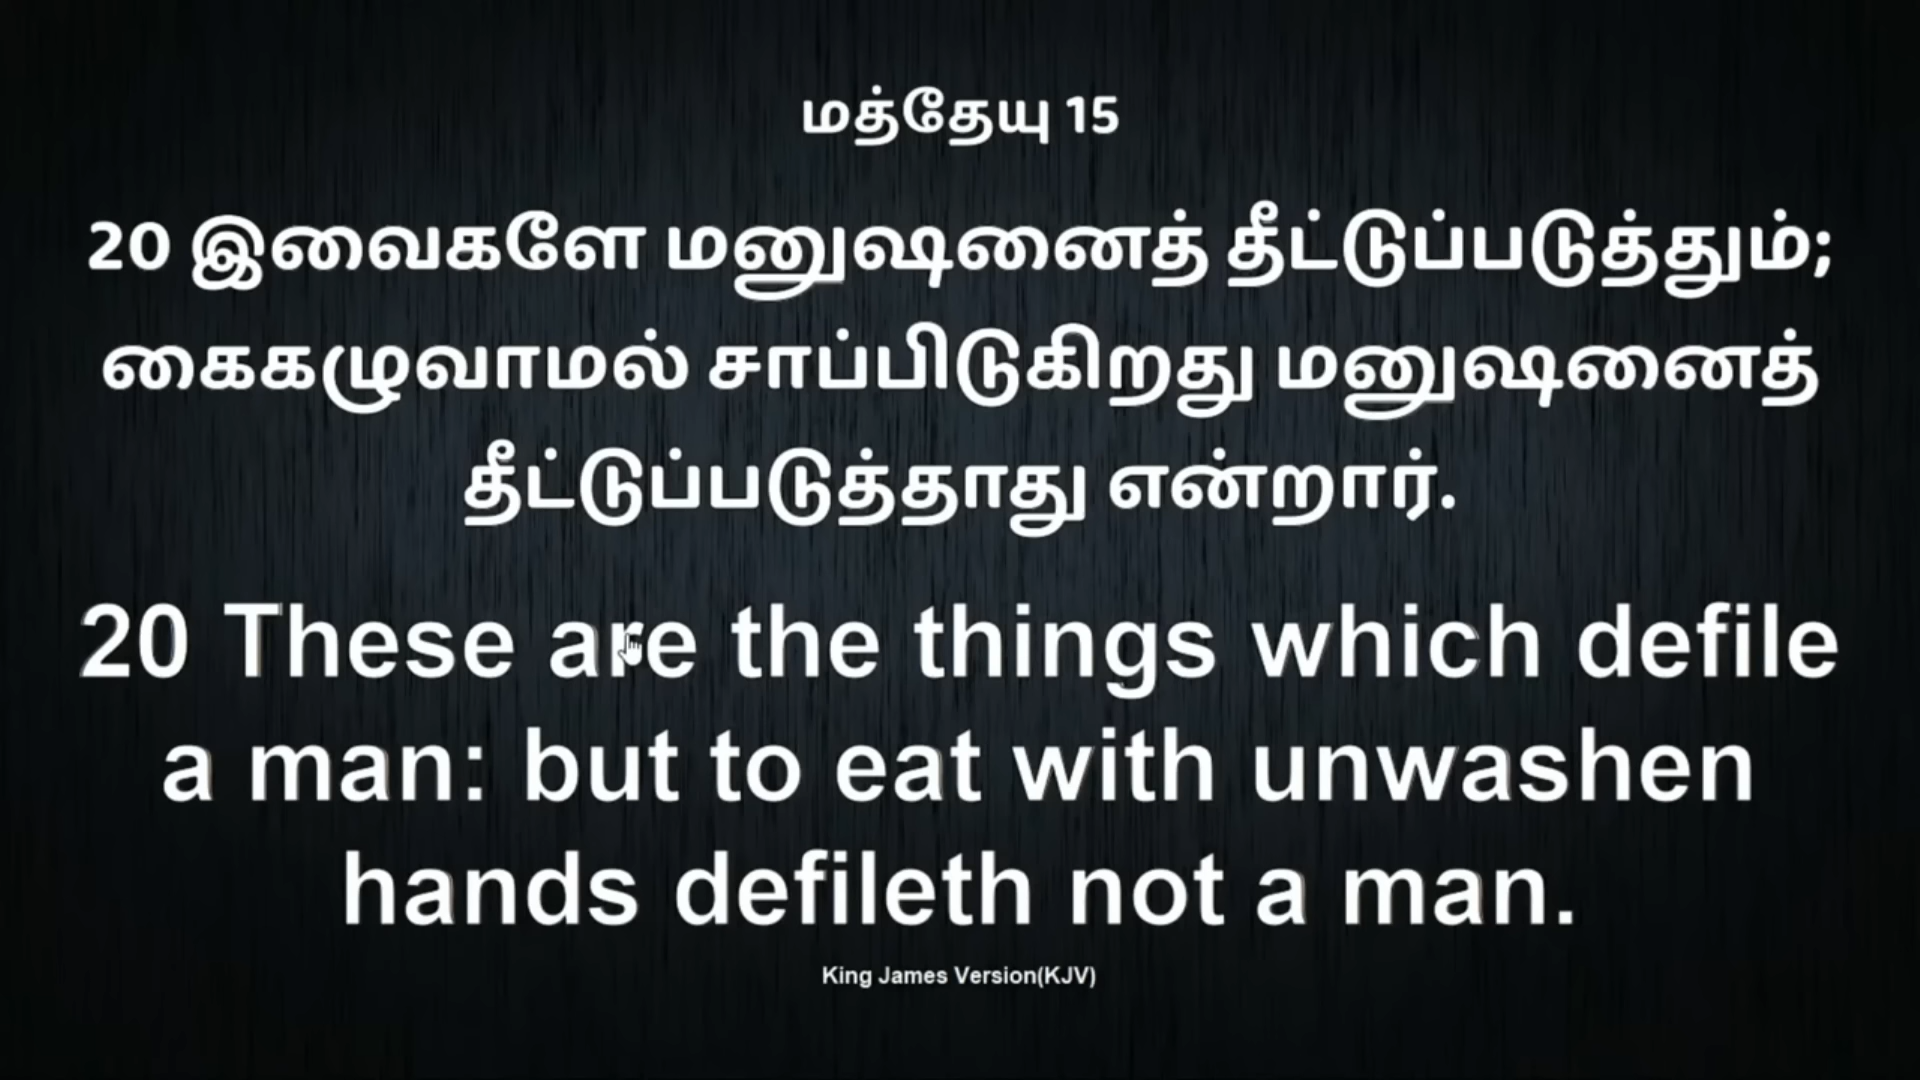 மத்தேயு 15
20 இவைகளே மனுஷனைத் தீட்டுப்படுத்தும்;
கைகழுவாமல் சாப்பிடுகிறது மனுஷனைத்
தீட்டுப்படுத்தாது என்றார்.
20 These are the things which defile
a man: but to eat with unwashen
hands defileth not a man.
King James Version(KJV)